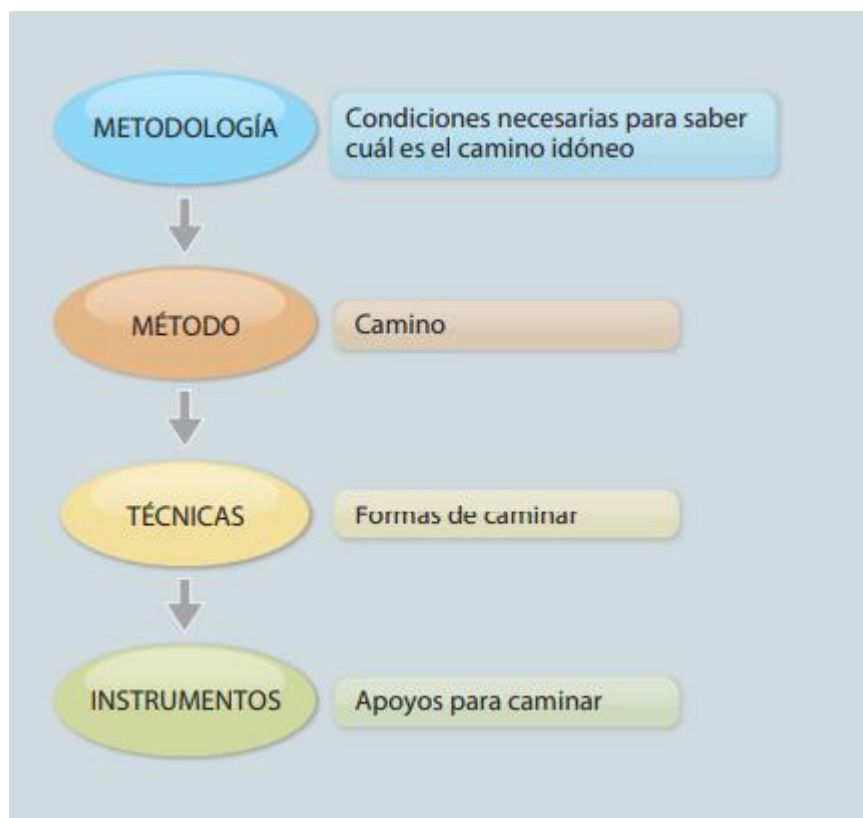 METODOLOGÍA
Condiciones necesarias para saber
cuál es el camino idóneo
MÉTODO
Camino
TÉCNICAS
Formas de caminar
INSTRUMENTOS
Apoyos para caminar